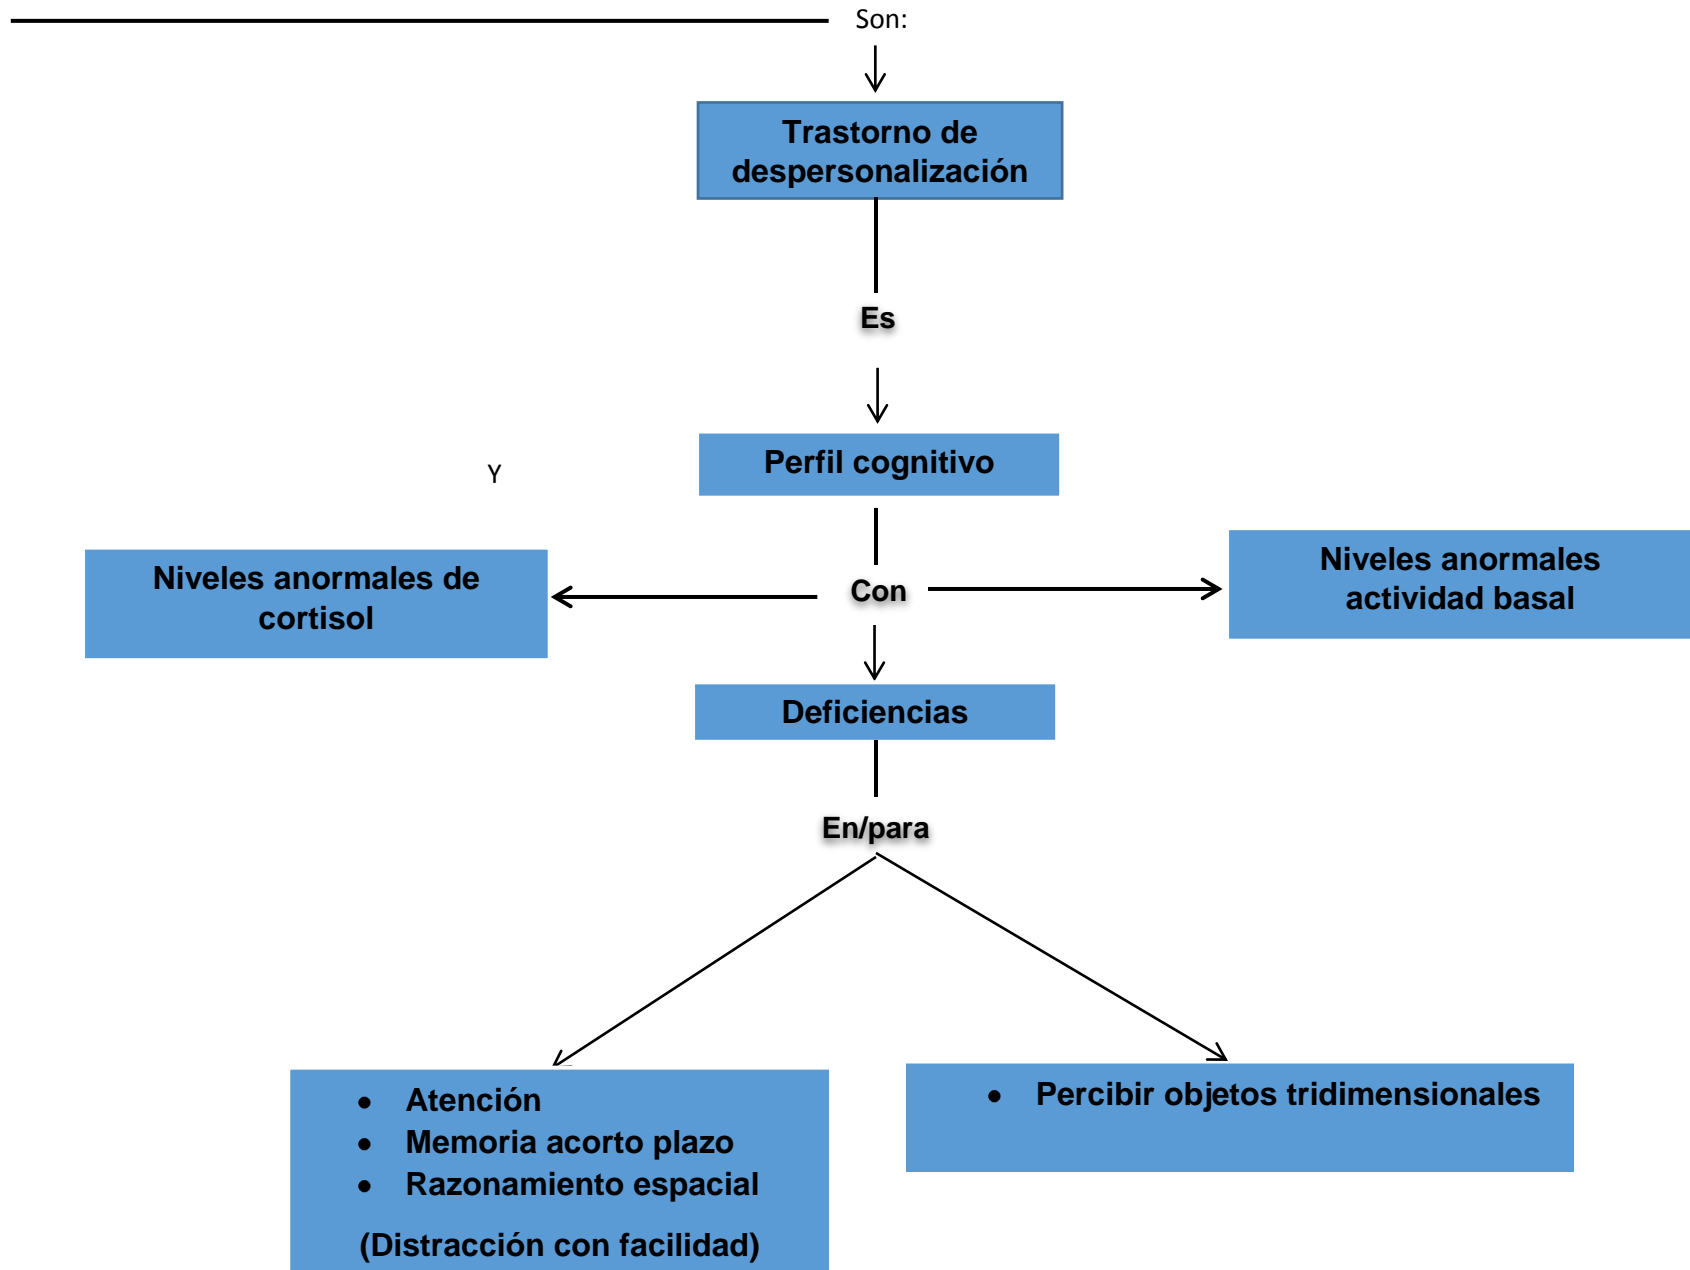 Son:
Trastorno de
despersonalización
Es
Perfil cognitivo
Y
Niveles anormales de
cortisol
Con
Niveles anormales
actividad basal
Deficiencias
En/para
• Atención
• Memoria acorto plazo
• Razonamiento espacial
(Distracción con facilidad)
• Percibir objetos tridimensionales